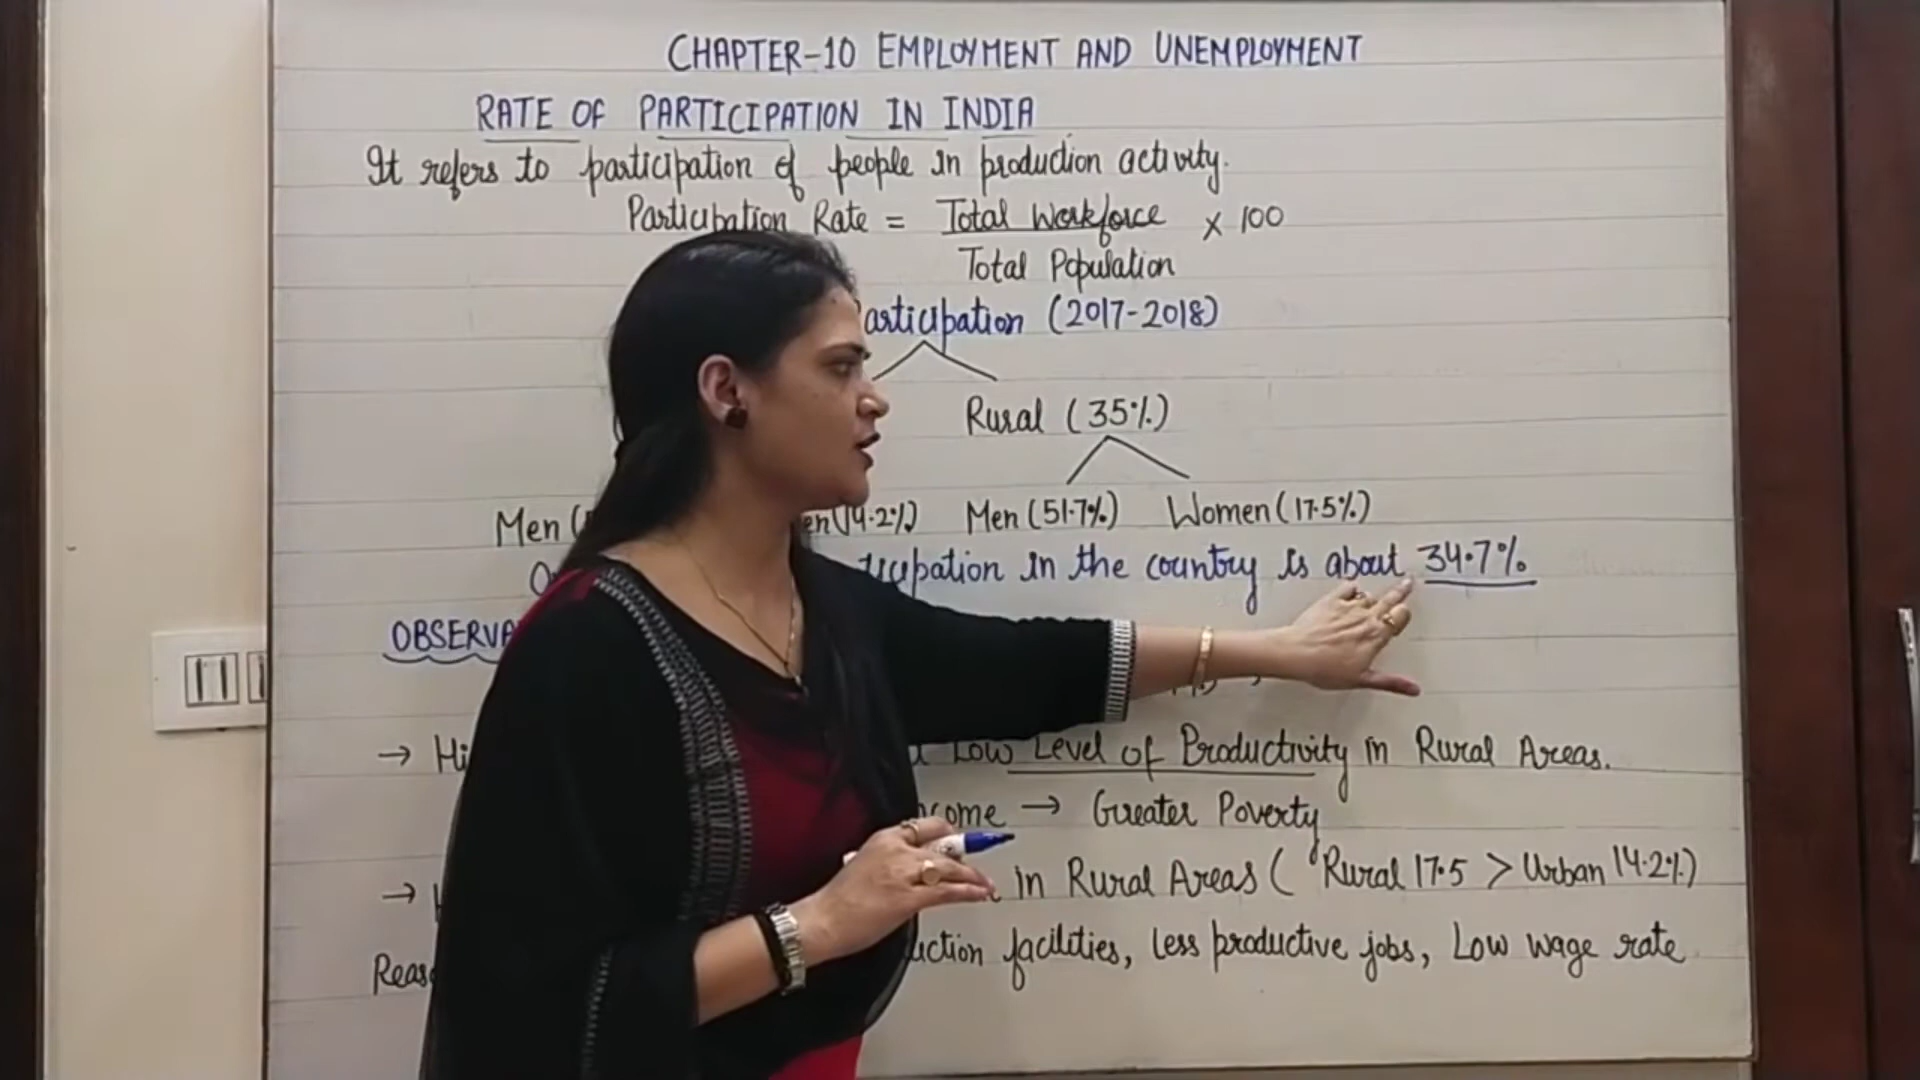 CHAPTER-10 EMPLOYMENT AND UNEMPLOYMENT
RATE OF PARTICIPATION IN INDIA
It refers to participation of people in production activity.
Participation Rate = Total Workforce × 100
Total Population
articipation (2017-2018)
Rural (35%)
Men ( en (14.2%) Men (51.7%) Women (17.5%)
icipation in the country is about 34.7%
OBSERVA
→ Hi Low Level of Productivity in Rural Areas.
come → Greater Poverty
→ H in Rural Areas ( Rural 17.5 > Urban 14.2%)
Reas uction facilities, less productive jobs, Low wage rate